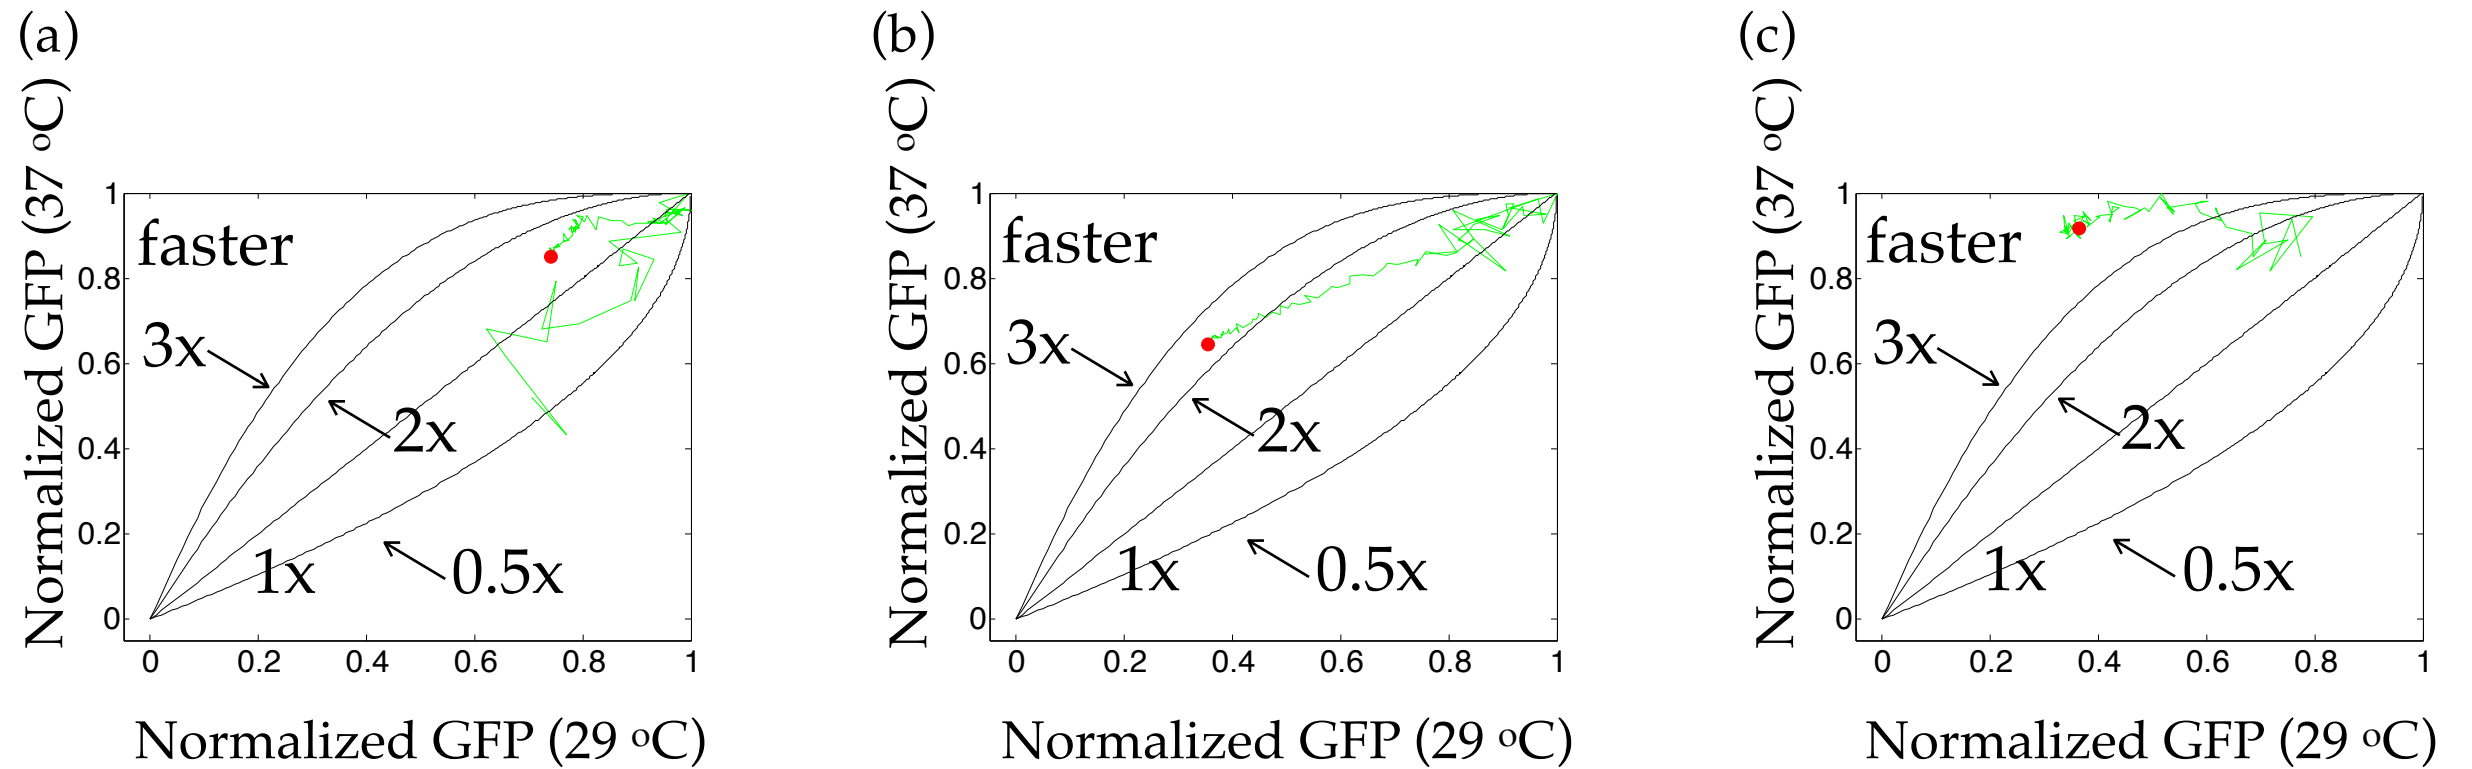 (a)
Normalized GFP (37 ºC)
1
0.8
0.6
0.4
0.2
0
faster
3x
2x
1x
0.5x
0 0.2 0.4 0.6 0.8 1
Normalized GFP (29 ºC)
(b)
Normalized GFP (37 ºC)
1
0.8
0.6
0.4
0.2
0
faster
3x
2x
1x
0.5x
0 0.2 0.4 0.6 0.8 1
Normalized GFP (29 ºC)
(c)
Normalized GFP (37 ºC)
1
0.8
0.6
0.4
0.2
0
faster
3x
2x
1x
0.5x
0 0.2 0.4 0.6 0.8 1
Normalized GFP (29 ºC)